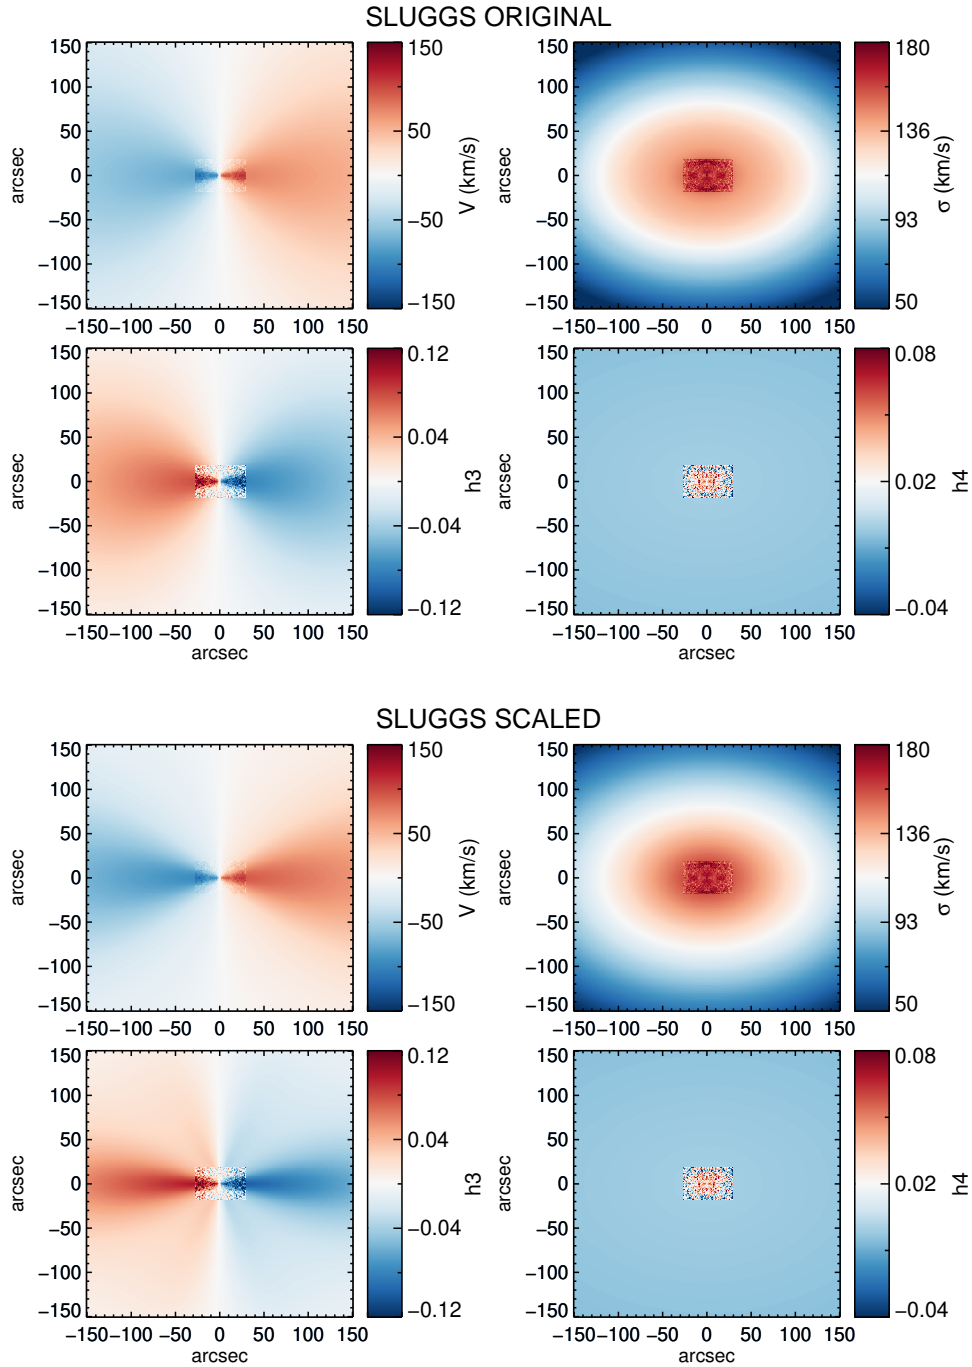 SLUGGS ORIGINAL
150 100 50 0 −50 −100 −150
arcsec
−150 −100 −50 0 50 100 150
150 50 −50 −150
V (km/s)
150 100 50 0 −50 −100 −150
arcsec
−150 −100 −50 0 50 100 150
180 136 93 50
σ (km/s)
150 100 50 0 −50 −100 −150
arcsec
−150 −100 −50 0 50 100 150
arcsec
0.12 0.04 −0.04 −0.12
h3
150 100 50 0 −50 −100 −150
arcsec
−150 −100 −50 0 50 100 150
arcsec
0.08 0.02 −0.04
h4
SLUGGS SCALED
150 100 50 0 −50 −100 −150
arcsec
−150 −100 −50 0 50 100 150
150 50 −50 −150
V (km/s)
150 100 50 0 −50 −100 −150
arcsec
−150 −100 −50 0 50 100 150
180 136 93 50
σ (km/s)
150 100 50 0 −50 −100 −150
arcsec
−150 −100 −50 0 50 100 150
arcsec
0.12 0.04 −0.04 −0.12
h3
150 100 50 0 −50 −100 −150
arcsec
−150 −100 −50 0 50 100 150
arcsec
0.08 0.02 −0.04
h4